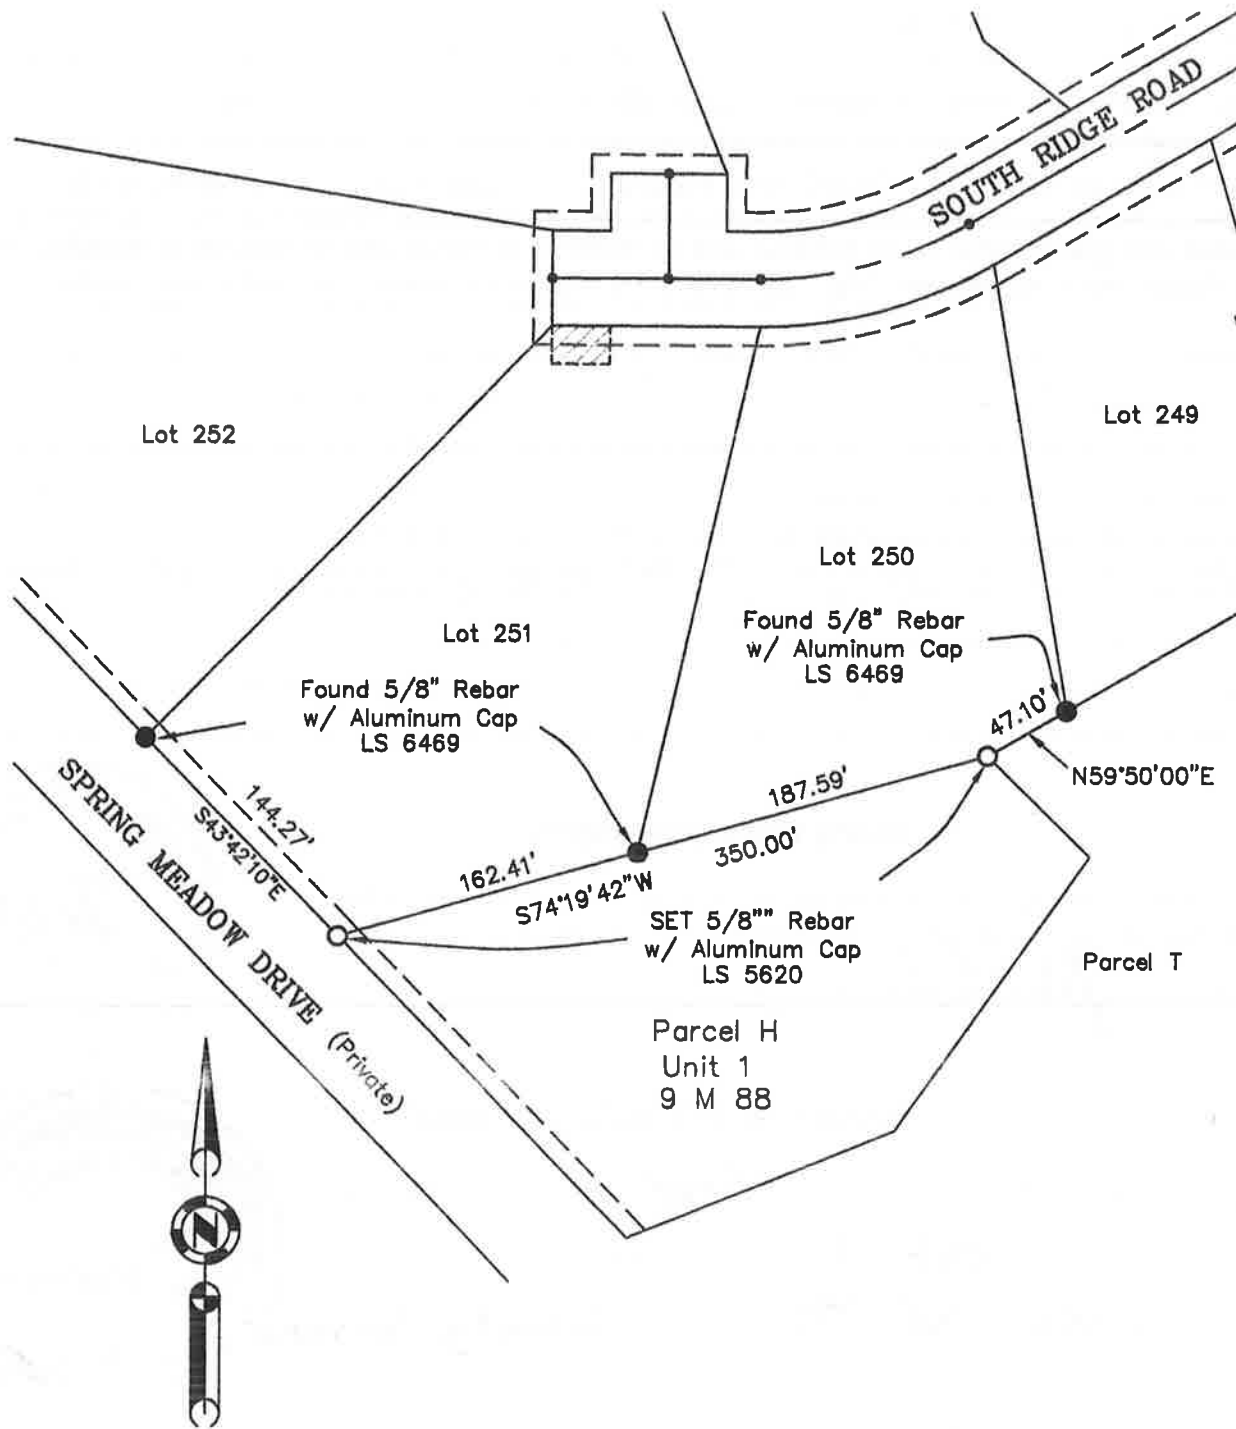 SOUTH RIDGE ROAD
Lot 252
Lot 249
Lot 250
Lot 251
Found 5/8" Rebar
w/ Aluminum Cap
LS 6469
Found 5/8" Rebar
w/ Aluminum Cap
LS 6469
47.10'
N59°50'00"E
187.59'
350.00'
162.41'
S74°19'42"W
144.27'
S43°42'10"E
SPRING MEADOW DRIVE (Private)
SET 5/8"" Rebar
w/ Aluminum Cap
LS 5620
Parcel T
Parcel H
Unit 1
9 M 88
N